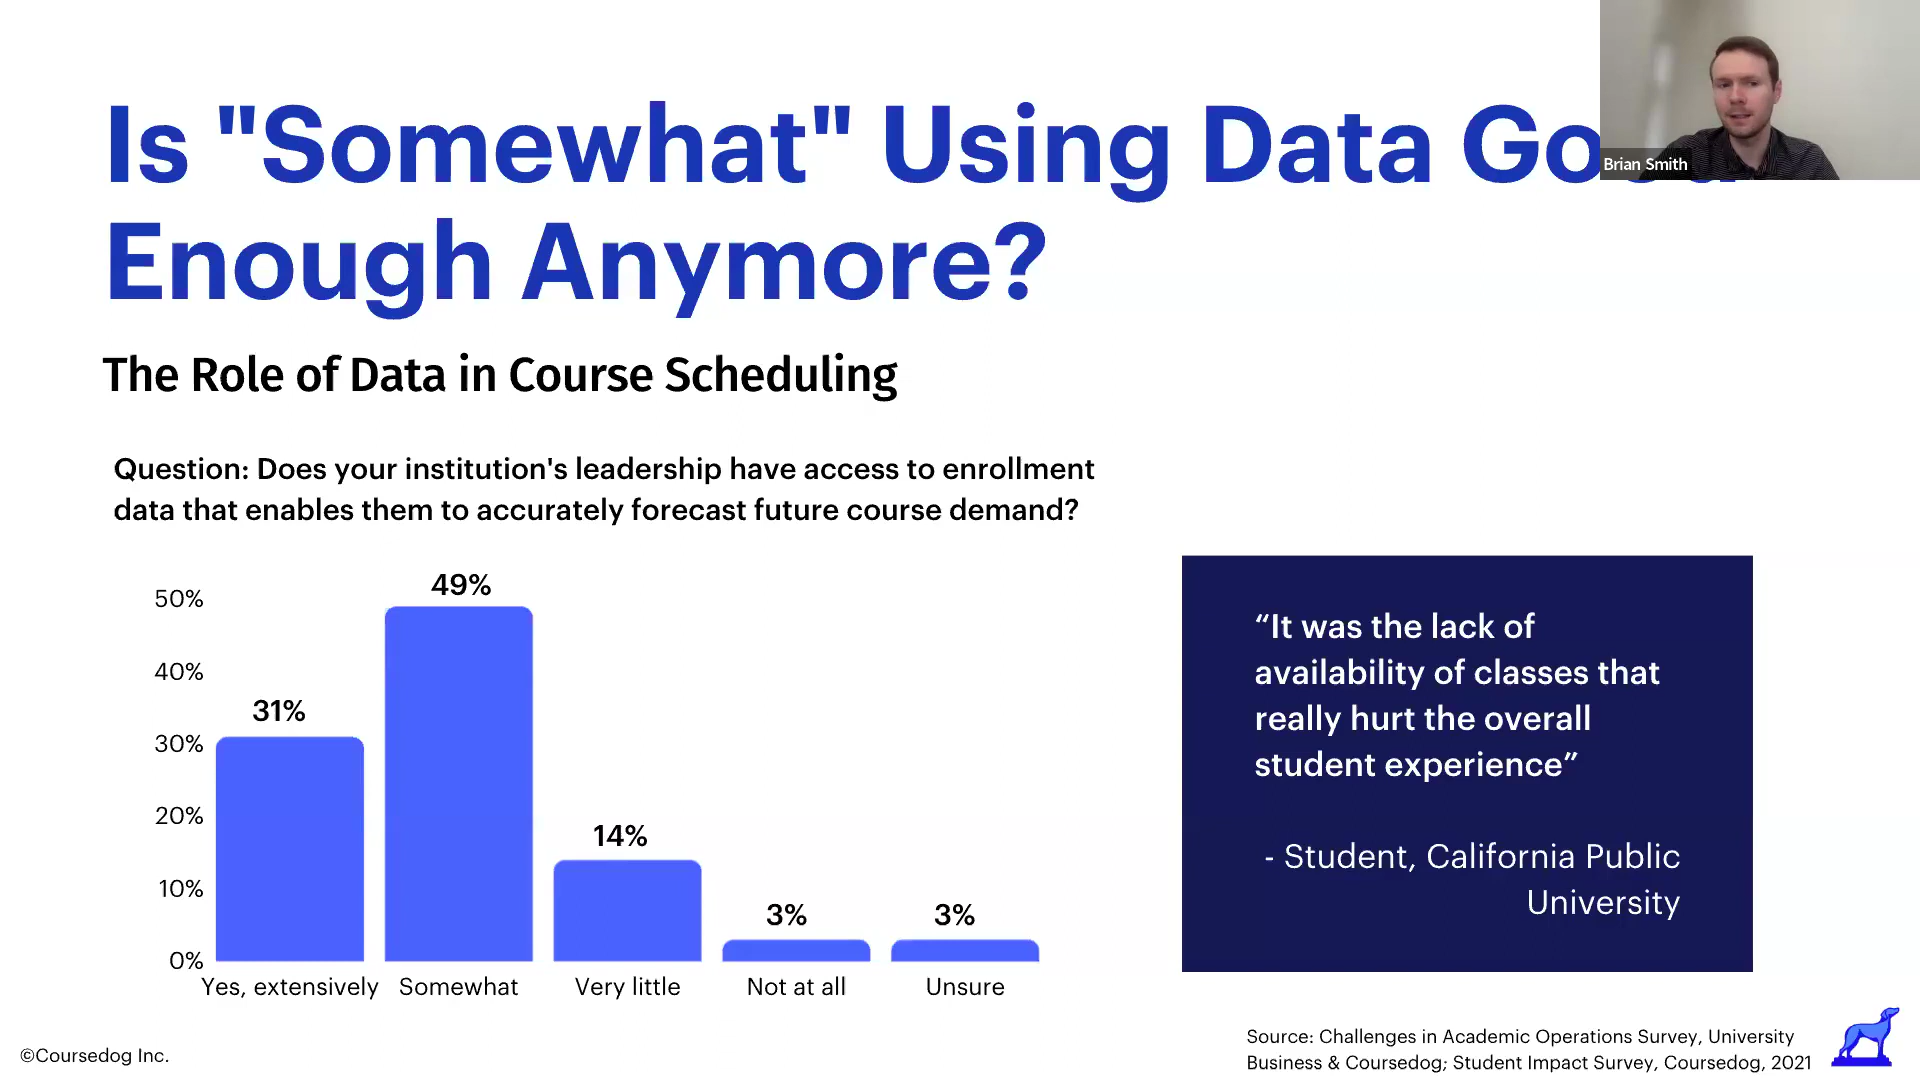 Is "Somewhat" Using Data
Enough Anymore?
Brian Smith
The Role of Data in Course Scheduling
Question: Does your institution's leadership have access to enrollment
data that enables them to accurately forecast future course demand?
50%
40%
30%
20%
10%
0%
31%
49%
14%
3%
3%
Yes, extensively
Somewhat
Very little
Not at all
Unsure
“It was the lack of
availability of classes that
really hurt the overall
student experience”
- Student, California Public
University
©Coursedog Inc.
Source: Challenges in Academic Operations Survey, University
Business & Coursedog; Student Impact Survey, Coursedog, 2021